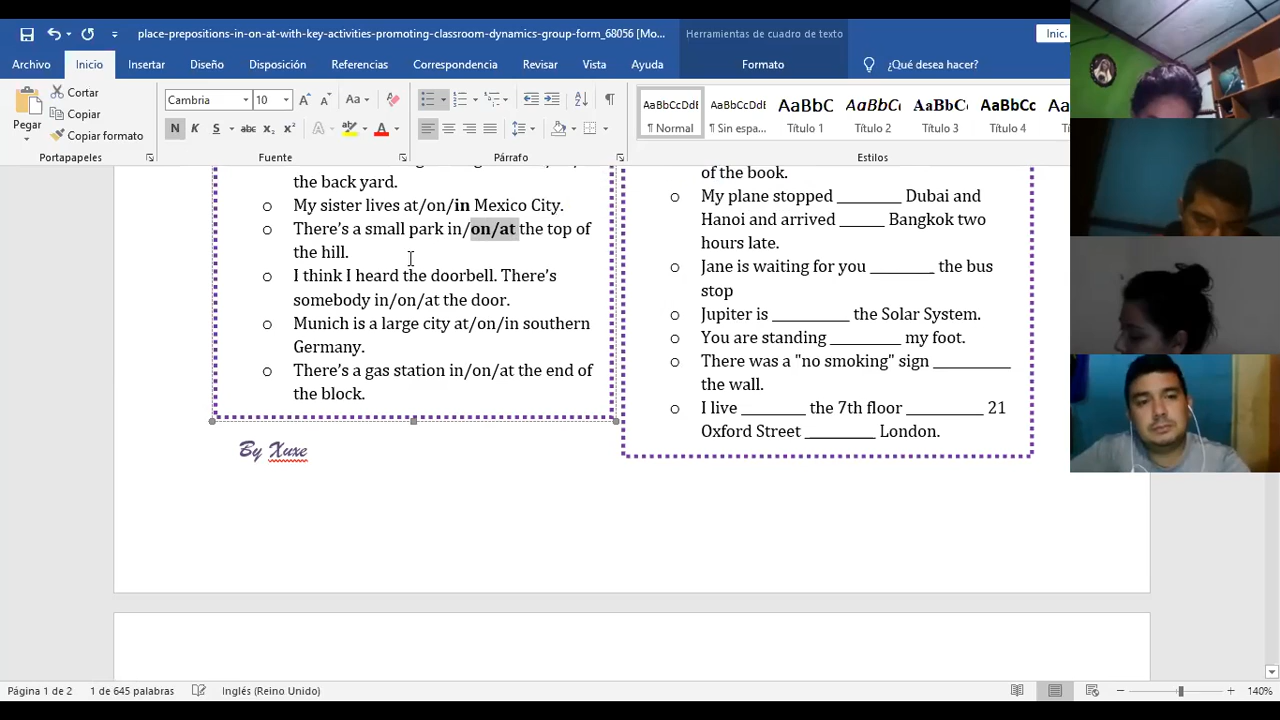 place-prepositions-in-on-at-with-key-activities-promoting-classroom-dynamics-group-form_68056 [Mo...
Herramientas de cuadro de texto
Inic.
Archivo
Inicio
Insertar
Diseño
Disposición
Referencias
Correspondencia
Revisar
Vista
Ayuda
Formato
¿Qué desea hacer?
Pegar
Cortar
Copiar
Copiar formato
Portapapeles
Cambria
10
Fuente
Párrafo
AaBbCcDdE
¶ Normal
AaBbCcDdE
¶ Sin espa...
AaBbC
Título 1
AaBbCc
Título 2
AaBbC
Título 3
AaBbCc
Título 4
Estilos
the back yard.
My sister lives at/on/in Mexico City.
There's a small park in/on/at the top of
the hill.
I think I heard the doorbell. There's
somebody in/on/at the door.
Munich is a large city at/on/in southern
Germany.
There's a gas station in/on/at the end of
the block.
By Xuxe
of the book.
My plane stopped ________ Dubai and
Hanoi and arrived ______ Bangkok two
hours late.
Jane is waiting for you ________ the bus
stop
Jupiter is __________ the Solar System.
You are standing _________ my foot.
There was a "no smoking" sign __________
the wall.
I live ________ the 7th floor __________ 21
Oxford Street _________ London.
Página 1 de 2
1 de 645 palabras
Inglés (Reino Unido)
140%